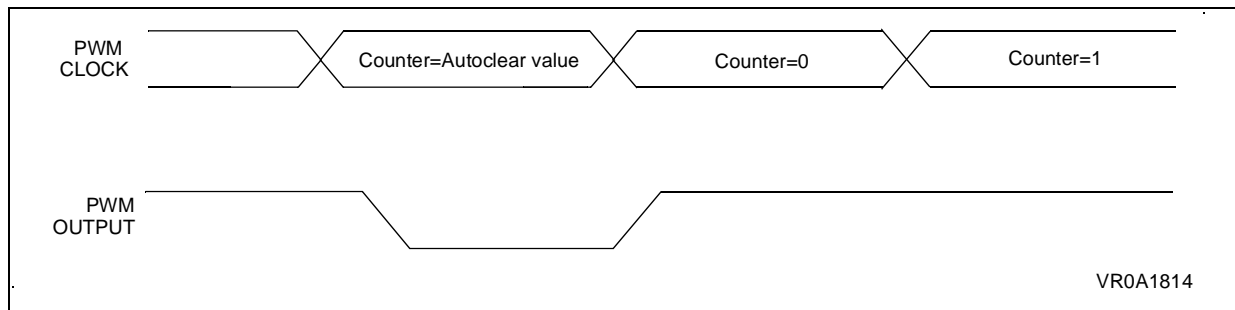 PWM
CLOCK
Counter=Autoclear value
Counter=0
Counter=1
PWM
OUTPUT
VR0A1814